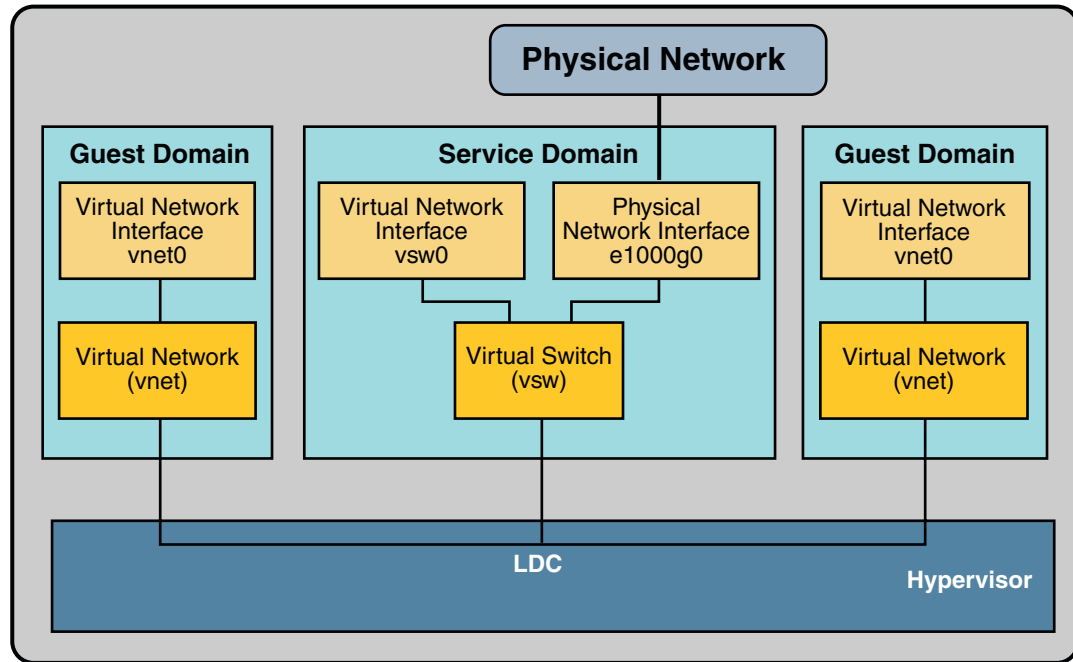 Physical Network
Guest Domain
Virtual Network
Interface
vnet0
Virtual Network
(vnet)
Service Domain
Virtual Network
Interface
vsw0
Physical
Network Interface
e1000g0
Virtual Switch
(vsw)
Guest Domain
Virtual Network
Interface
vnet0
Virtual Network
(vnet)
LDC
Hypervisor